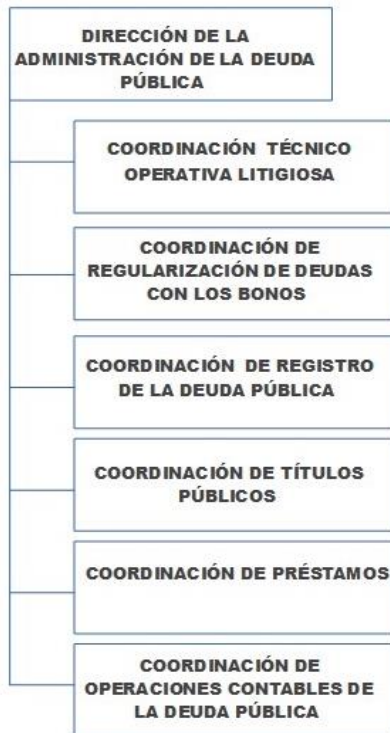 DIRECCIÓN DE LA
ADMINISTRACIÓN DE LA DEUDA
PÚBLICA
COORDINACIÓN TÉCNICO
OPERATIVA LITIGIOSA
COORDINACIÓN DE
REGULARIZACIÓN DE DEUDAS
CON LOS BONOS
COORDINACIÓN DE REGISTRO
DE LA DEUDA PÚBLICA
COORDINACIÓN DE TÍTULOS
PÚBLICOS
COORDINACIÓN DE PRÉSTAMOS
COORDINACIÓN DE
OPERACIONES CONTABLES DE
LA DEUDA PÚBLICA